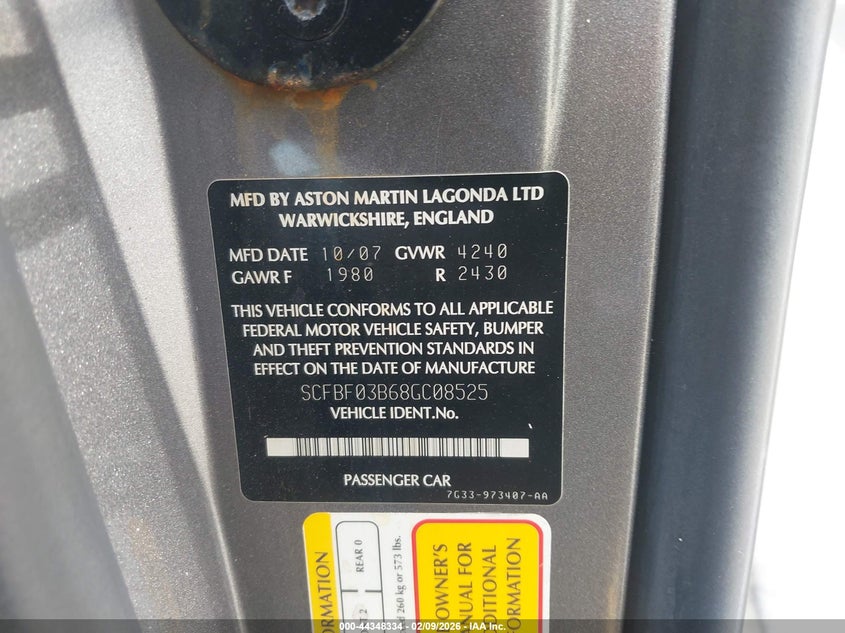 MFD BY ASTON MARTIN LAGONDA LTD
WARWICKSHIRE, ENGLAND
MFD DATE 10/07 GVWR 4240
GAWR F 1980 R 2430
THIS VEHICLE CONFORMS TO ALL APPLICABLE
FEDERAL MOTOR VEHICLE SAFETY, BUMPER
AND THEFT PREVENTION STANDARDS IN
EFFECT ON THE DATE OF MANUFACTURE
SCFBF03B68GC08525
VEHICLE IDENT.No.
PASSENGER CAR
7G33-973407-AA
REAR 0
2
260 kg or 573 lbs.
OWNER'S
FOR
000-44348334 - 02/09/2026 - IAA Inc.